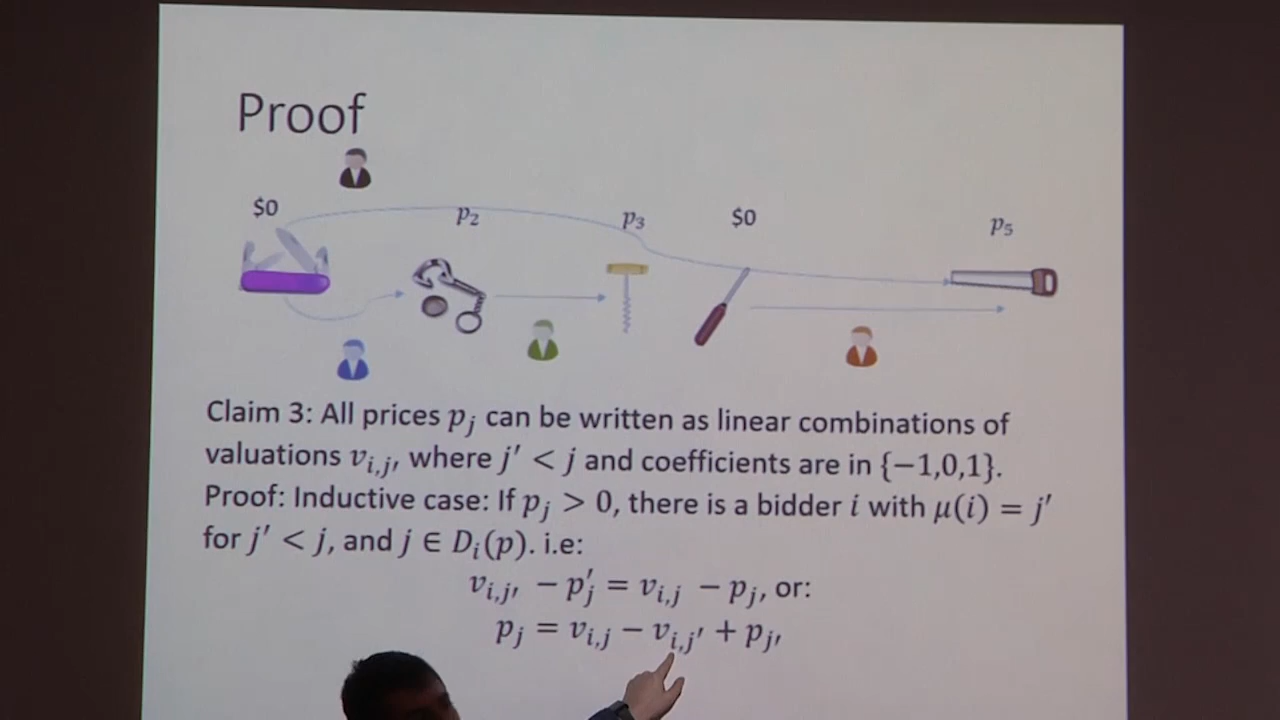 Proof
$0 p₂ p₃ $0 p₅
Claim 3: All prices pⱼ can be written as linear combinations of
valuations vᵢ,ⱼ′, where j′ < j and coefficients are in {−1,0,1}.
Proof: Inductive case: If pⱼ > 0, there is a bidder i with μ(i) = j′
for j′ < j, and j ∈ Dᵢ(p). i.e:
vᵢ,ⱼ′ − p′ⱼ = vᵢ,ⱼ − pⱼ, or:
pⱼ = vᵢ,ⱼ − vᵢ,ⱼ′ + pⱼ′